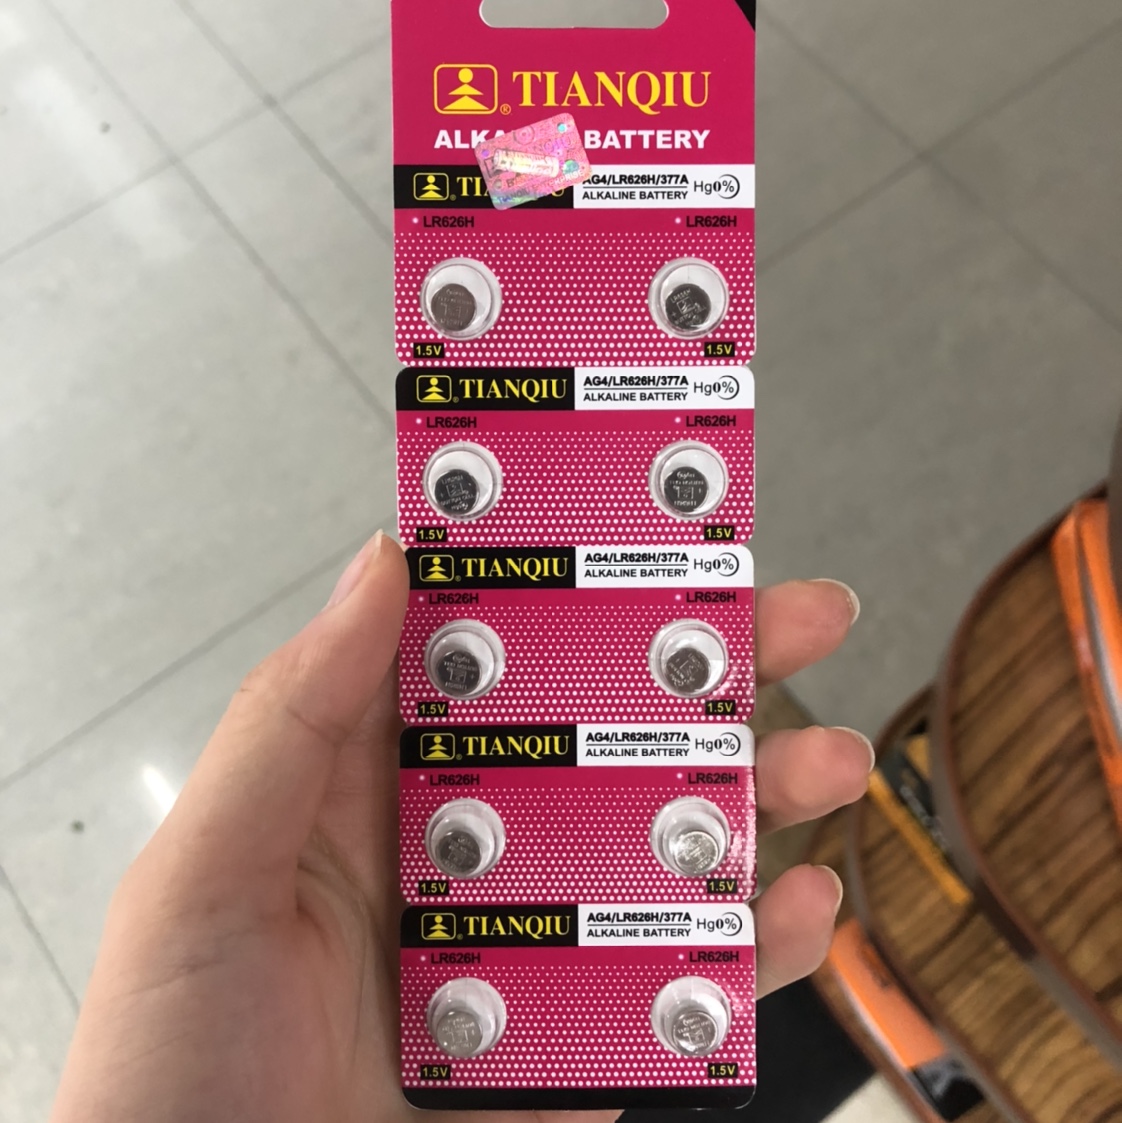 TIANQIU
ALKA BATTERY
AG4/LR626H/377A
ALKALINE BATTERY Hg0%
LR626H LR626H
1.5V 1.5V
TIANQIU AG4/LR626H/377A
ALKALINE BATTERY Hg0%
LR626H LR626H
1.5V 1.5V
TIANQIU AG4/LR626H/377A
ALKALINE BATTERY Hg0%
LR626H LR626H
1.5V 1.5V
TIANQIU AG4/LR626H/377A
ALKALINE BATTERY Hg0%
LR626H LR626H
1.5V 1.5V
TIANQIU AG4/LR626H/377A
ALKALINE BATTERY Hg0%
LR626H LR626H
1.5V 1.5V